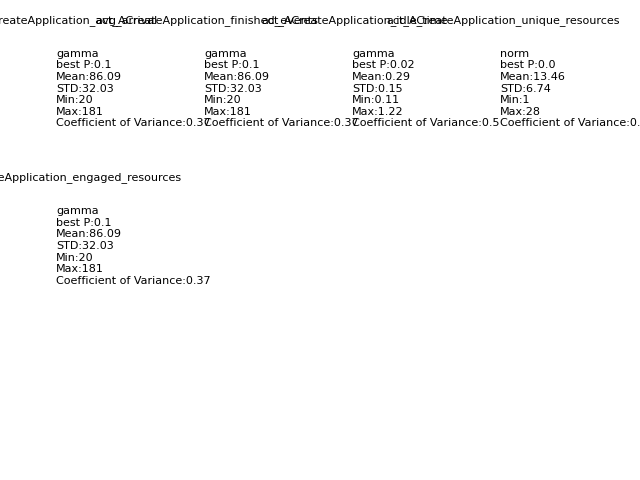 reateApplication_avg_arrival
act__ACreateApplication_finished_events
act__ACreateApplication_idle_time
act__ACreateApplication_unique_resources
gamma
best P:0.1
Mean:86.09
STD:32.03
Min:20
Max:181
Coefficient of Variance:0.37
gamma
best P:0.1
Mean:86.09
STD:32.03
Min:20
Max:181
Coefficient of Variance:0.37
gamma
best P:0.02
Mean:0.29
STD:0.15
Min:0.11
Max:1.22
Coefficient of Variance:0.5
norm
best P:0.0
Mean:13.46
STD:6.74
Min:1
Max:28
Coefficient of Variance:0.
eApplication_engaged_resources
gamma
best P:0.1
Mean:86.09
STD:32.03
Min:20
Max:181
Coefficient of Variance:0.37